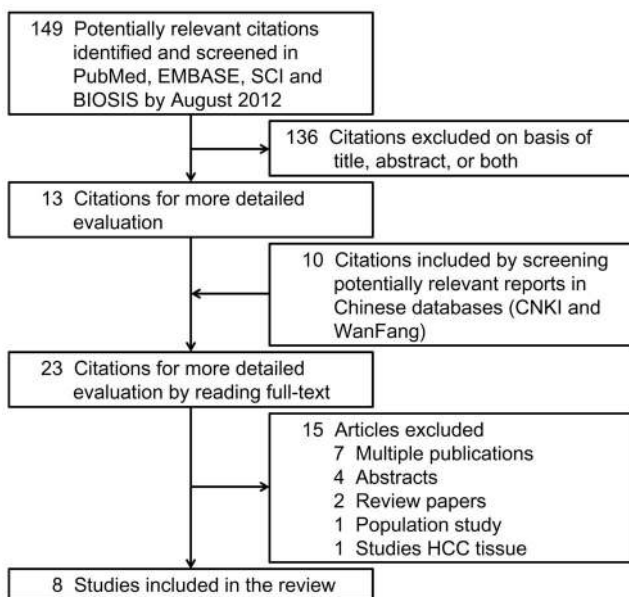 149 Potentially relevant citations
identified and screened in
PubMed, EMBASE, SCI and
BIOSIS by August 2012
136 Citations excluded on basis of
title, abstract, or both
13 Citations for more detailed
evaluation
10 Citations included by screening
potentially relevant reports in
Chinese databases (CNKI and
WanFang)
23 Citations for more detailed
evaluation by reading full-text
15 Articles excluded
7 Multiple publications
4 Abstracts
2 Review papers
1 Population study
1 Studies HCC tissue
8 Studies included in the review